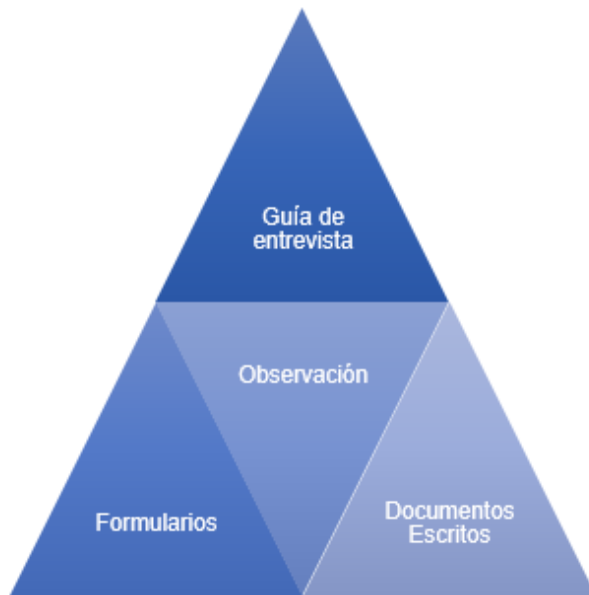 Guía de
entrevista
Observación
Formularios
Documentos
Escritos